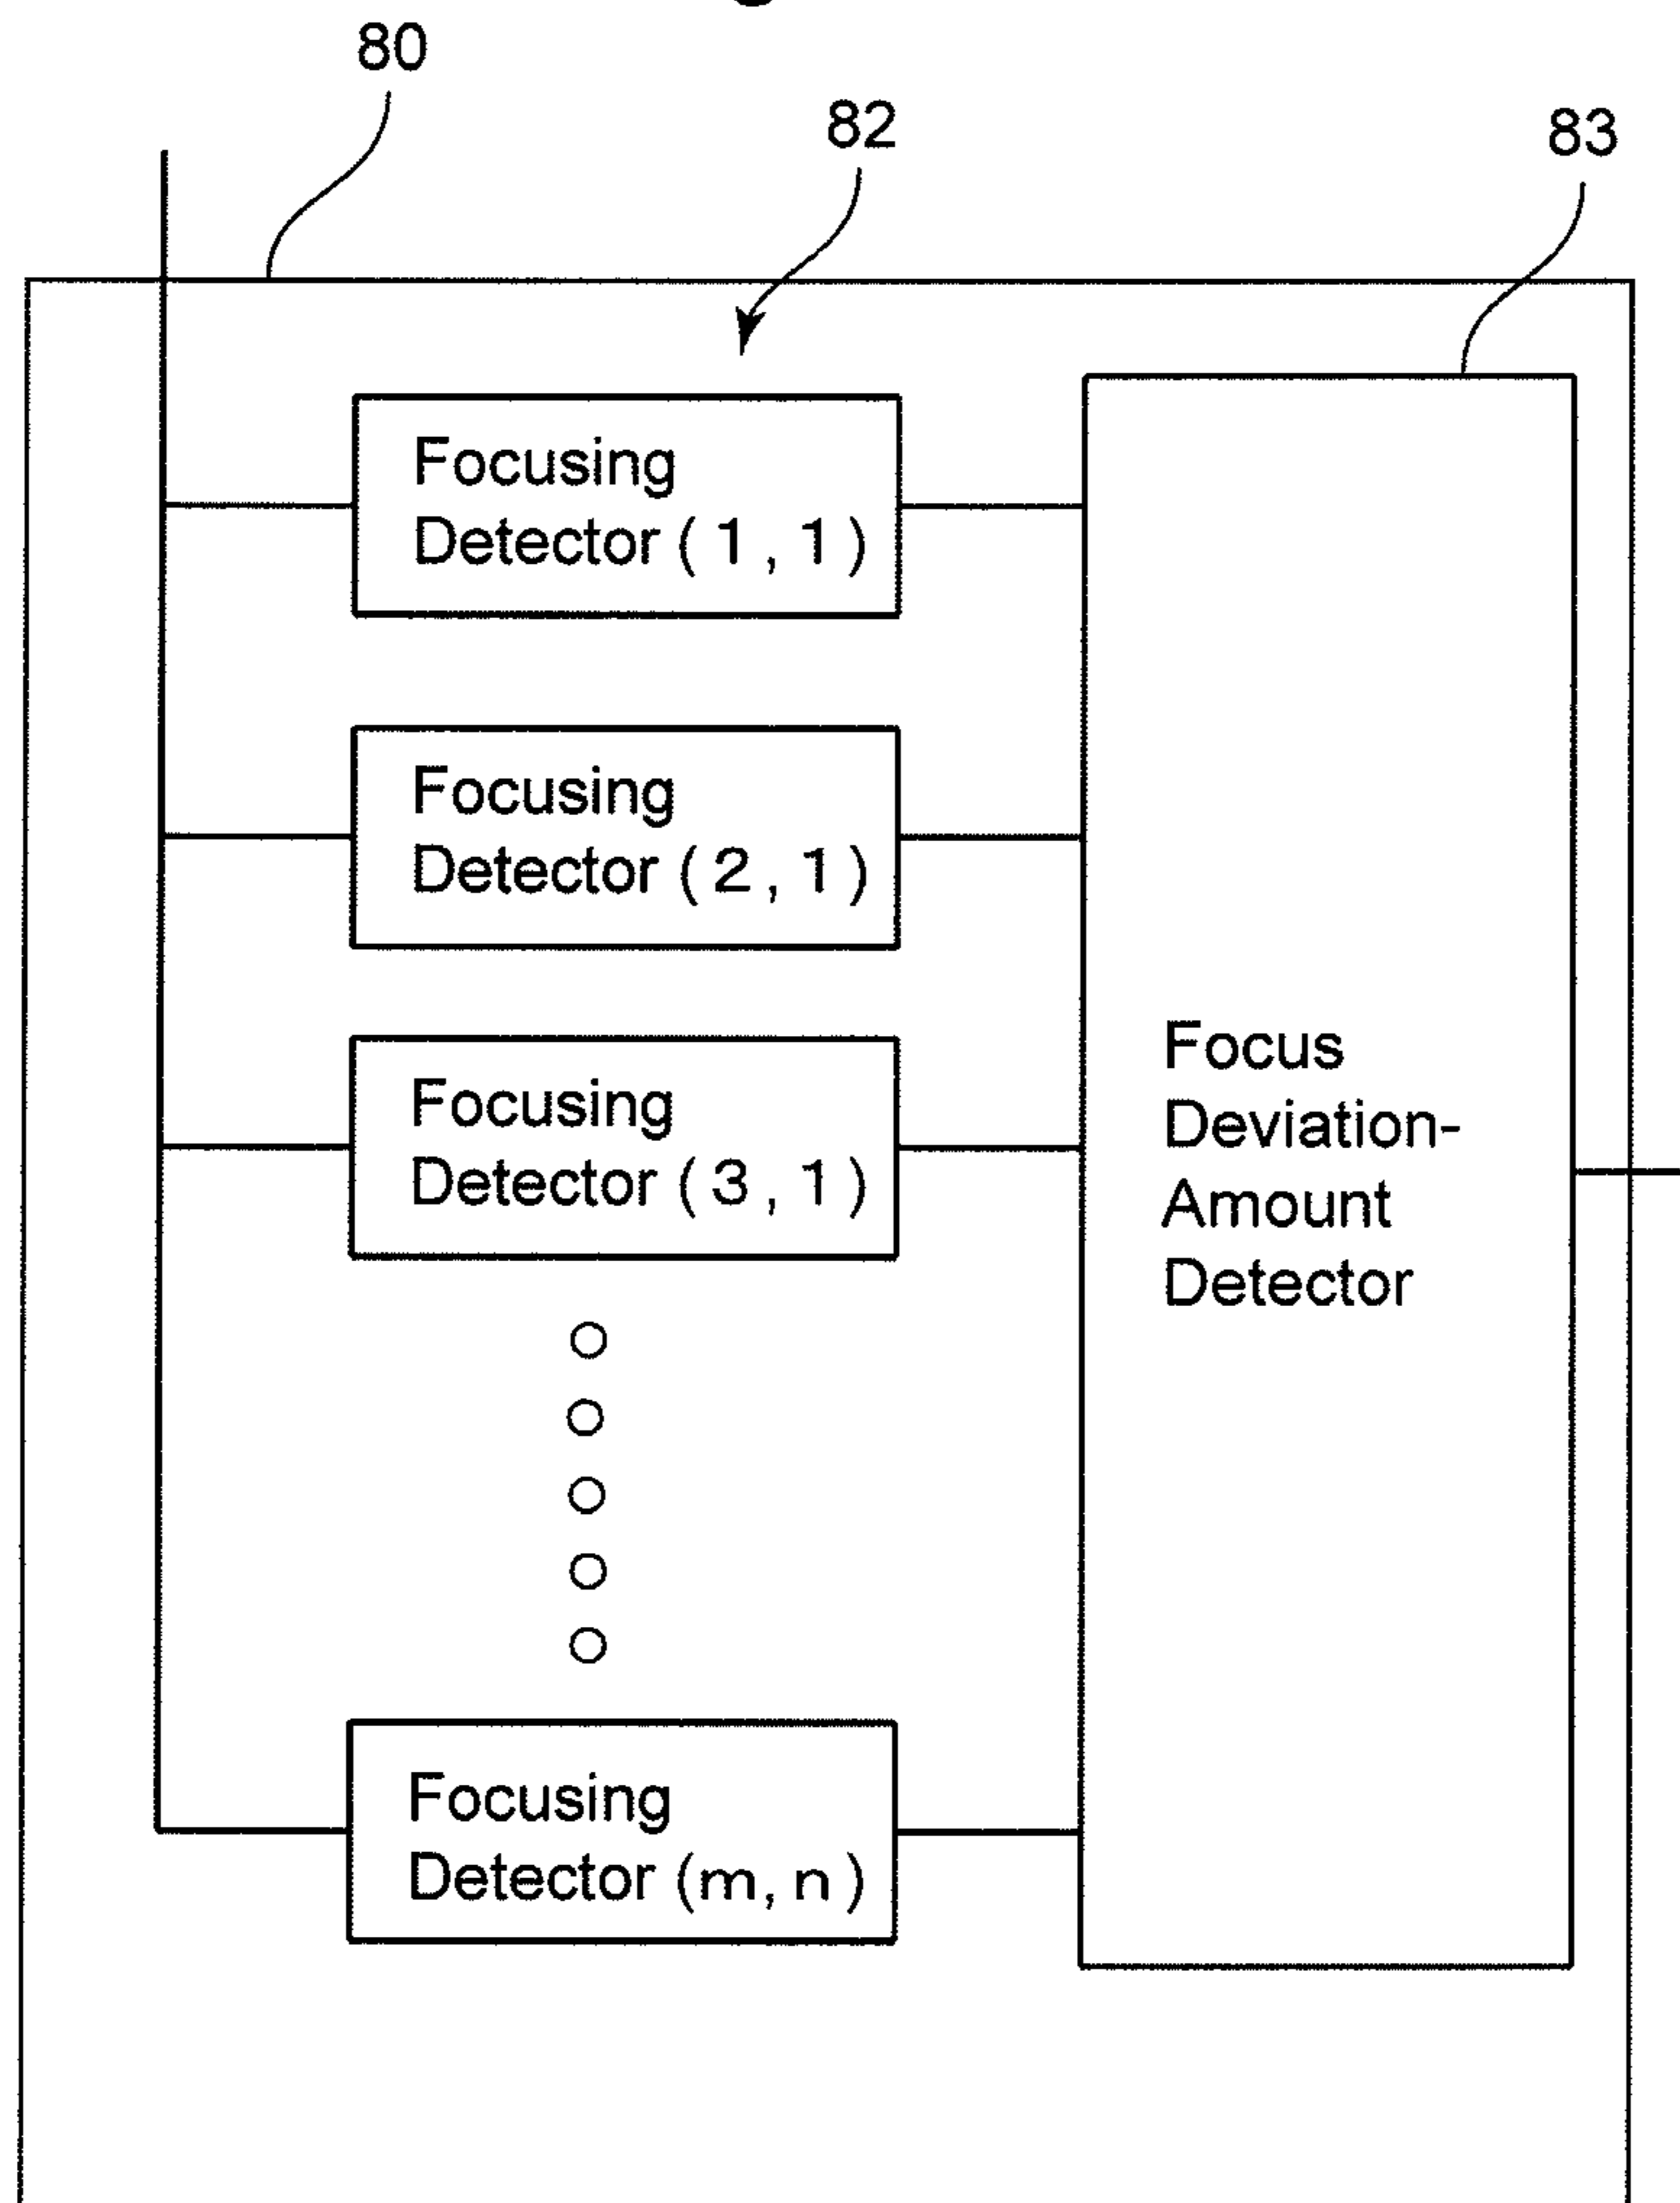 80
82
83
Focusing
Detector (1, 1)
Focusing
Detector (2, 1)
Focusing
Detector (3, 1)
Focus
Deviation-
Amount
Detector
Focusing
Detector (m, n)